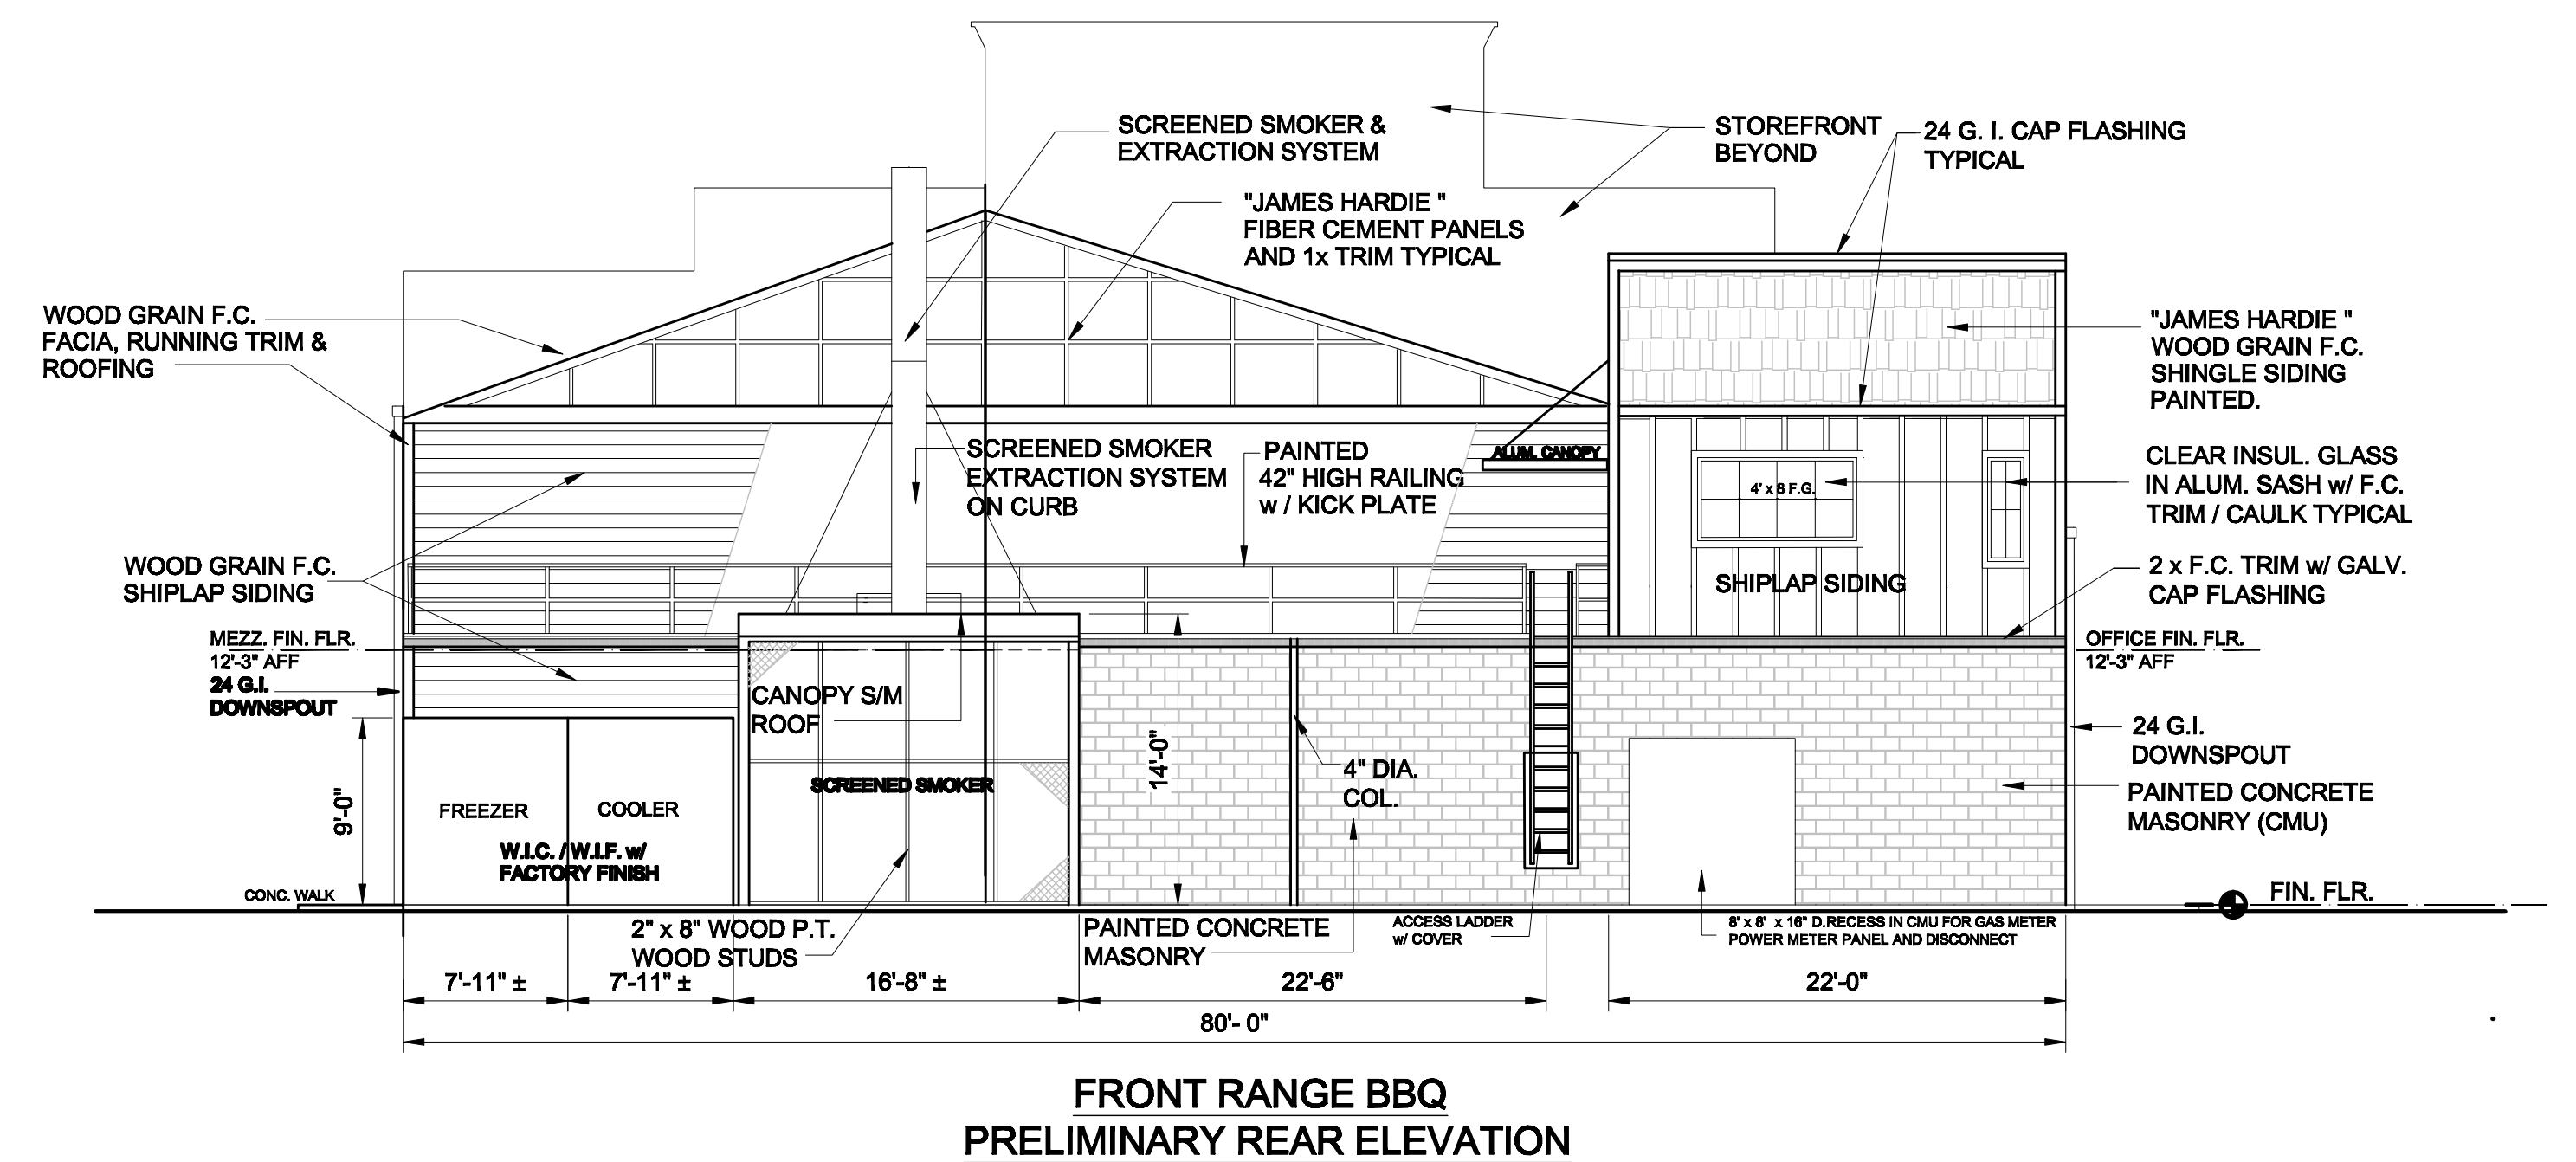 SCREENED SMOKER &
EXTRACTION SYSTEM
STOREFRONT
BEYOND
24 G. I. CAP FLASHING
TYPICAL
"JAMES HARDIE "
FIBER CEMENT PANELS
AND 1x TRIM TYPICAL
WOOD GRAIN F.C.
FACIA, RUNNING TRIM &
ROOFING
"JAMES HARDIE "
WOOD GRAIN F.C.
SHINGLE SIDING
PAINTED.
SCREENED SMOKER
EXTRACTION SYSTEM
ON CURB
PAINTED
42" HIGH RAILING
w / KICK PLATE
ALUM. CANOPY
4' x 8 F.G.
CLEAR INSUL. GLASS
IN ALUM. SASH w/ F.C.
TRIM / CAULK TYPICAL
WOOD GRAIN F.C.
SHIPLAP SIDING
SHIPLAP SIDING
2 x F.C. TRIM w/ GALV.
CAP FLASHING
MEZZ. FIN. FLR.
12'-3" AFF
24 G.I.
DOWNSPOUT
OFFICE FIN. FLR.
12'-3" AFF
CANOPY S/M
ROOF
14'-0"
4" DIA.
COL.
24 G.I.
DOWNSPOUT
PAINTED CONCRETE
MASONRY (CMU)
9'-0"
FREEZER
COOLER
W.I.C. / W.I.F. w/
FACTORY FINISH
SCREENED SMOKER
CONC. WALK
FIN. FLR.
2" x 8" WOOD P.T.
WOOD STUDS
PAINTED CONCRETE
MASONRY
ACCESS LADDER
w/ COVER
8' x 8' x 16" D.RECESS IN CMU FOR GAS METER
POWER METER PANEL AND DISCONNECT
7'-11" ±
7'-11" ±
16'-8" ±
22'-6"
22'-0"
80'- 0"
FRONT RANGE BBQ
PRELIMINARY REAR ELEVATION